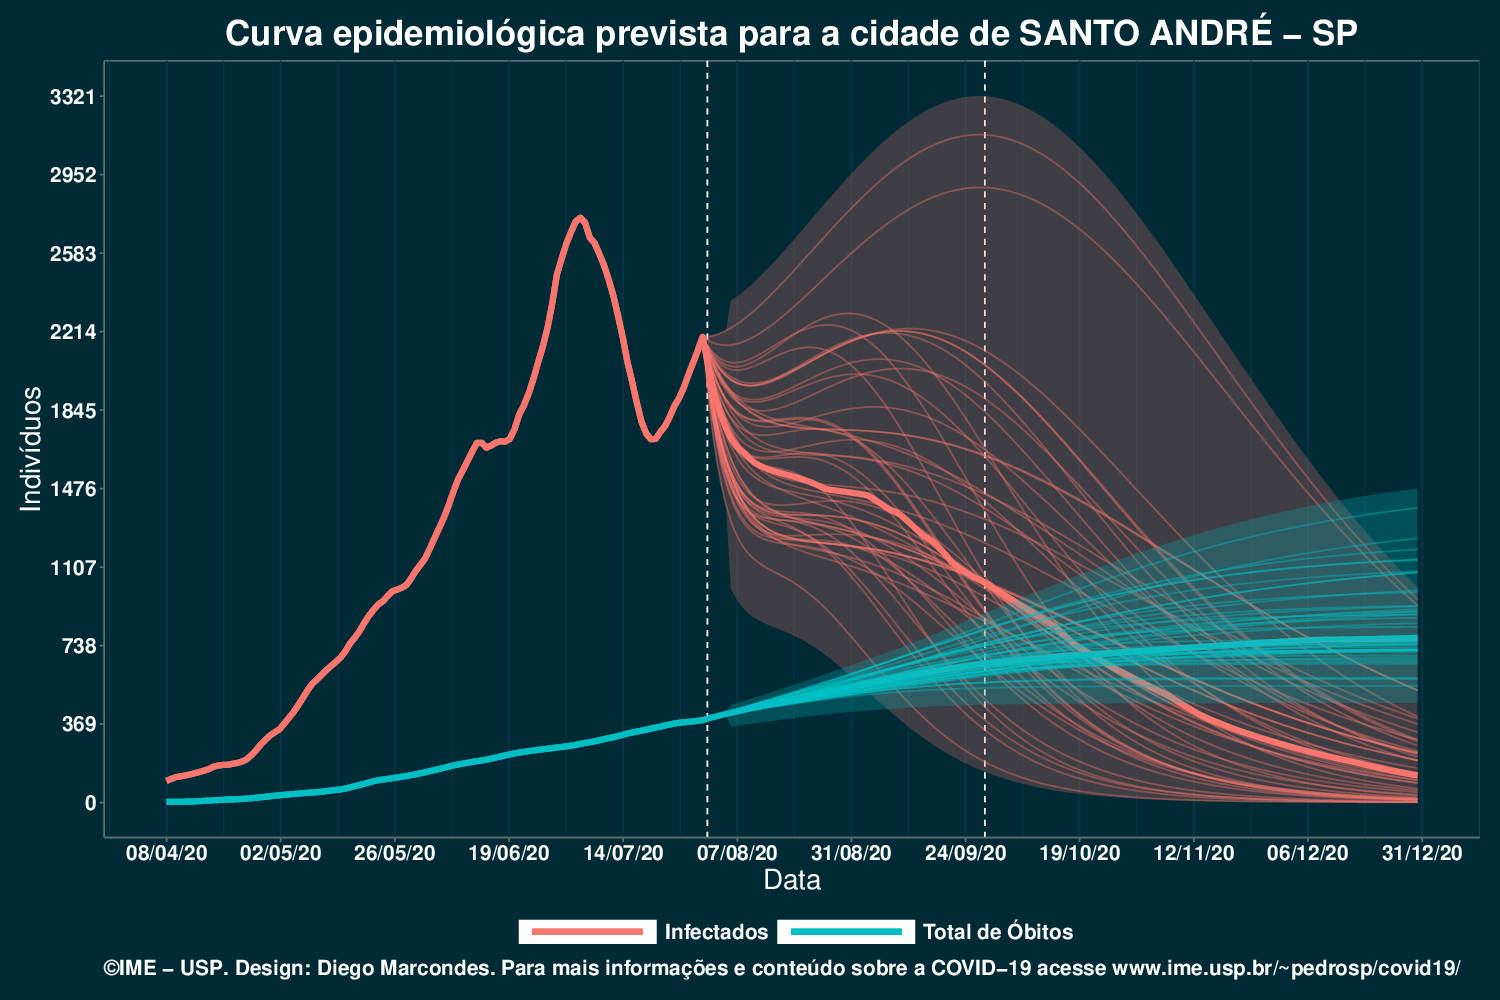 Curva epidemiológica prevista para a cidade de SANTO ANDRÉ – SP
Indivíduos
3321
2952
2583
2214
1845
1476
1107
738
369
0
08/04/20 02/05/20 26/05/20 19/06/20 14/07/20 07/08/20 31/08/20 24/09/20 19/10/20 12/11/20 06/12/20 31/12/20
Data
Infectados Total de Óbitos
©IME – USP. Design: Diego Marcondes. Para mais informações e conteúdo sobre a COVID–19 acesse www.ime.usp.br/~pedrosp/covid19/